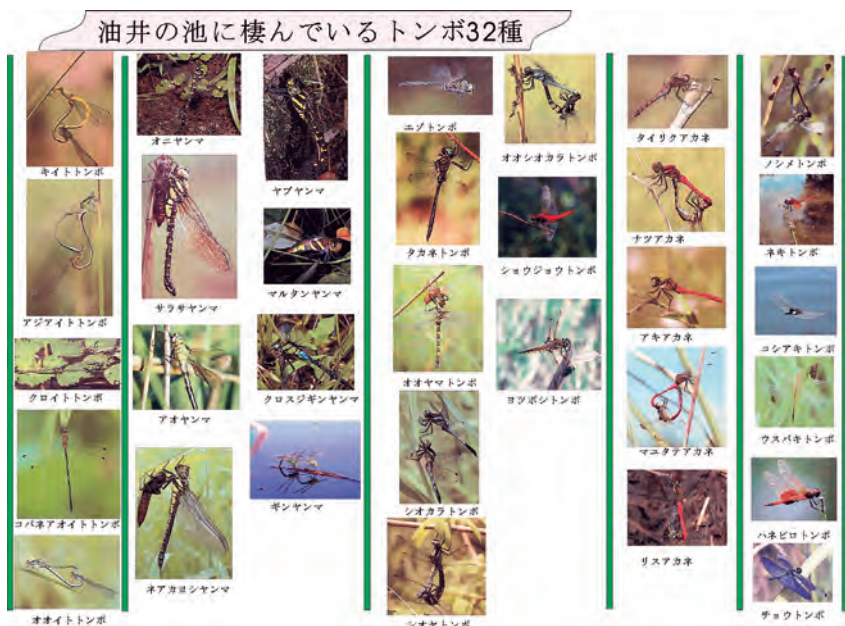 油井の池に棲んでいるトンボ32種
キイトトンボ
アジアイトトンボ
クロイトトンボ
コバネアオイトトンボ
オオイトトンボ
オニヤンマ
サラサヤンマ
アオヤンマ
ネアカヨシヤンマ
ヤブヤンマ
マルタンヤンマ
クロスジギンヤンマ
ギンヤンマ
エゾトンボ
タカネトンボ
オオヤマトンボ
シオカラトンボ
シオヤトンボ
オオシオカラトンボ
ショウジョウトンボ
ヨツボシトンボ
タイリクアカネ
ナツアカネ
アキアカネ
マユタテアカネ
リスアカネ
ノシメトンボ
ネキトンボ
コシアキトンボ
ウスバキトンボ
ハネビロトンボ
チョウトンボ